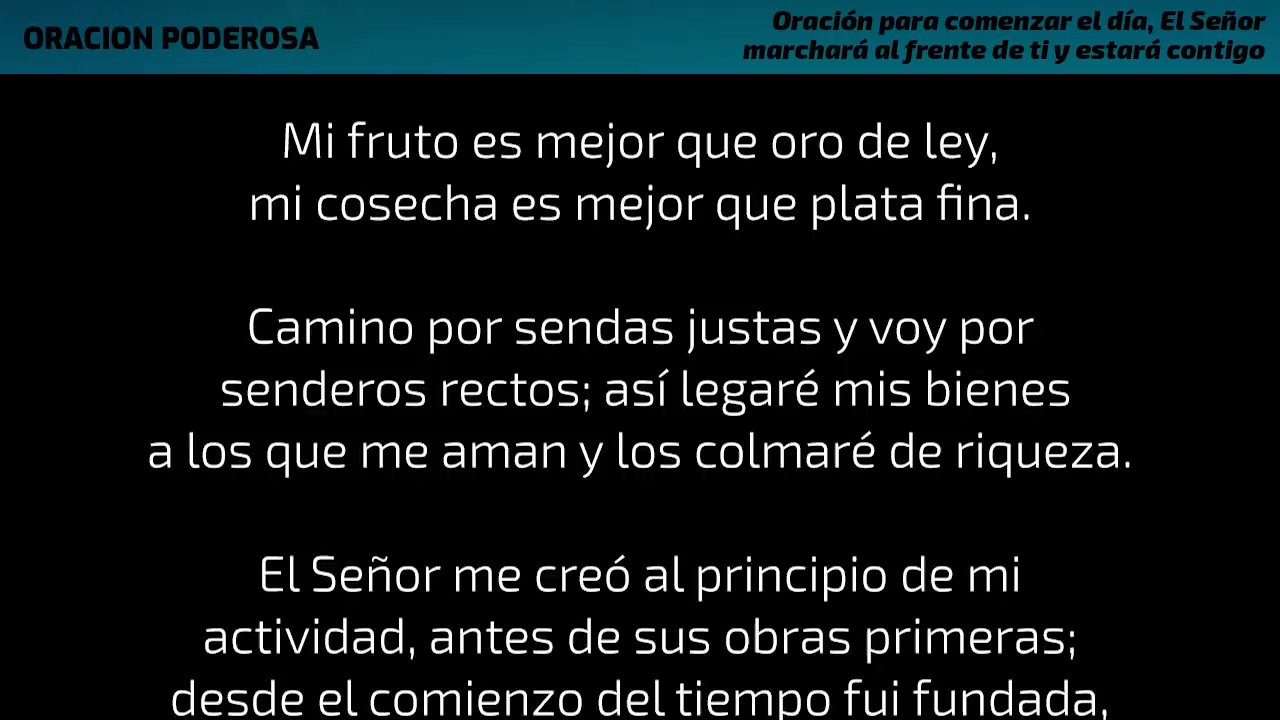 ORACION PODEROSA
Oración para comenzar el día, El Señor
marchará al frente de ti y estará contigo
Mi fruto es mejor que oro de ley,
mi cosecha es mejor que plata fina.
Camino por sendas justas y voy por
senderos rectos; así legaré mis bienes
a los que me aman y los colmaré de riqueza.
El Señor me creó al principio de mi
actividad, antes de sus obras primeras;
desde el comienzo del tiempo fui fundada,